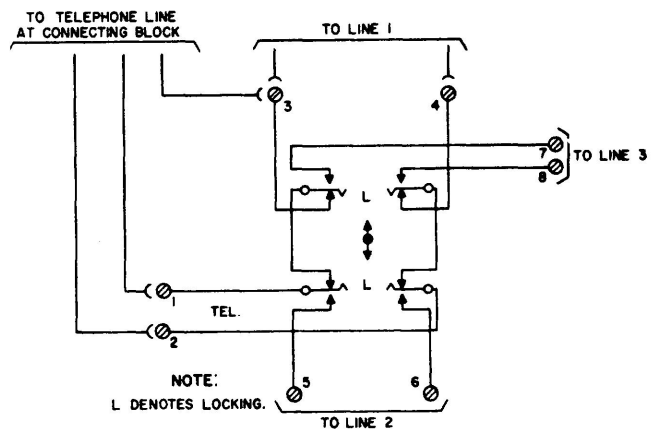 TO TELEPHONE LINE
AT CONNECTING BLOCK
TO LINE 1
3
4
7
8
TO LINE 3
L
L
1
TEL.
2
NOTE:
L DENOTES LOCKING.
5
6
TO LINE 2